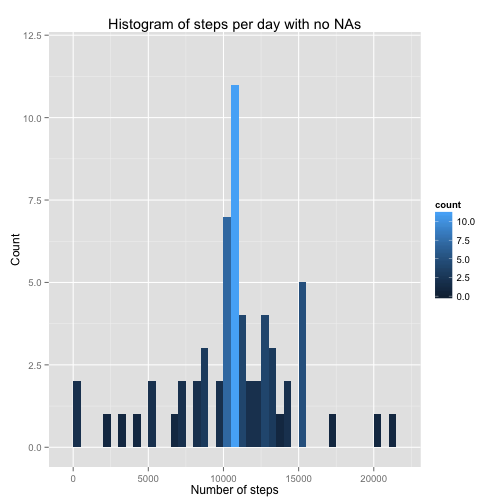 Histogram of steps per day with no NAs
12.5
10.0
7.5
5.0
2.5
0.0
Count
0 5000 10000 15000 20000
Number of steps
count
10.0
7.5
5.0
2.5
0.0